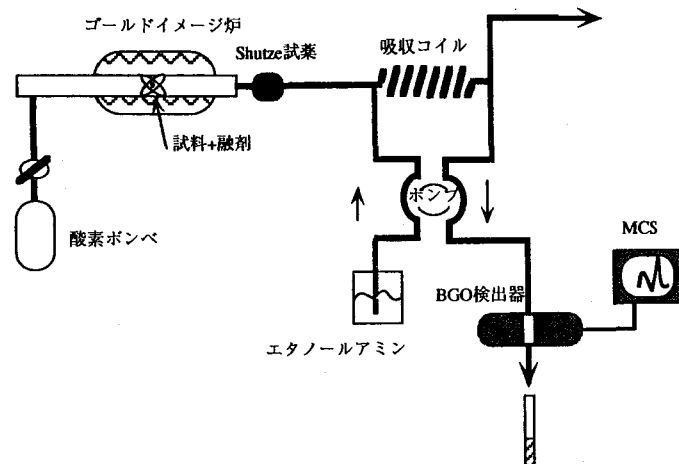 ゴールドイメージ炉
Shutze試薬
吸収コイル
試料+融剤
ポンプ
酸素ボンベ
MCS
BGO検出器
エタノールアミン